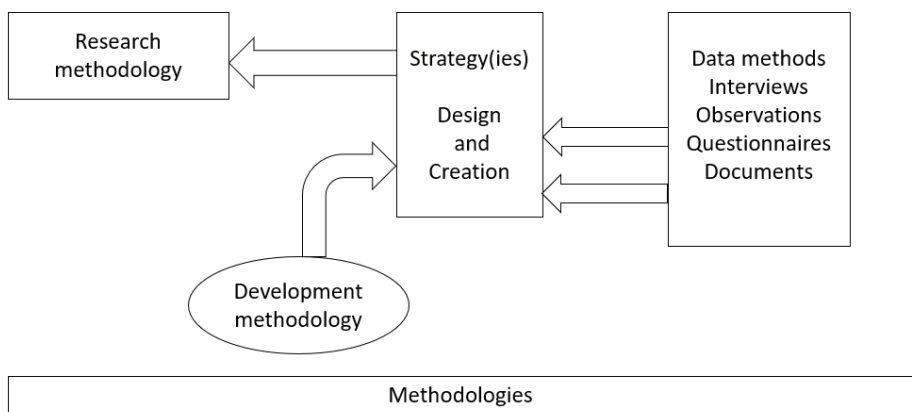 Research
methodology
Strategy(ies)
Design
and
Creation
Data methods
Interviews
Observations
Questionnaires
Documents
Development
methodology
Methodologies